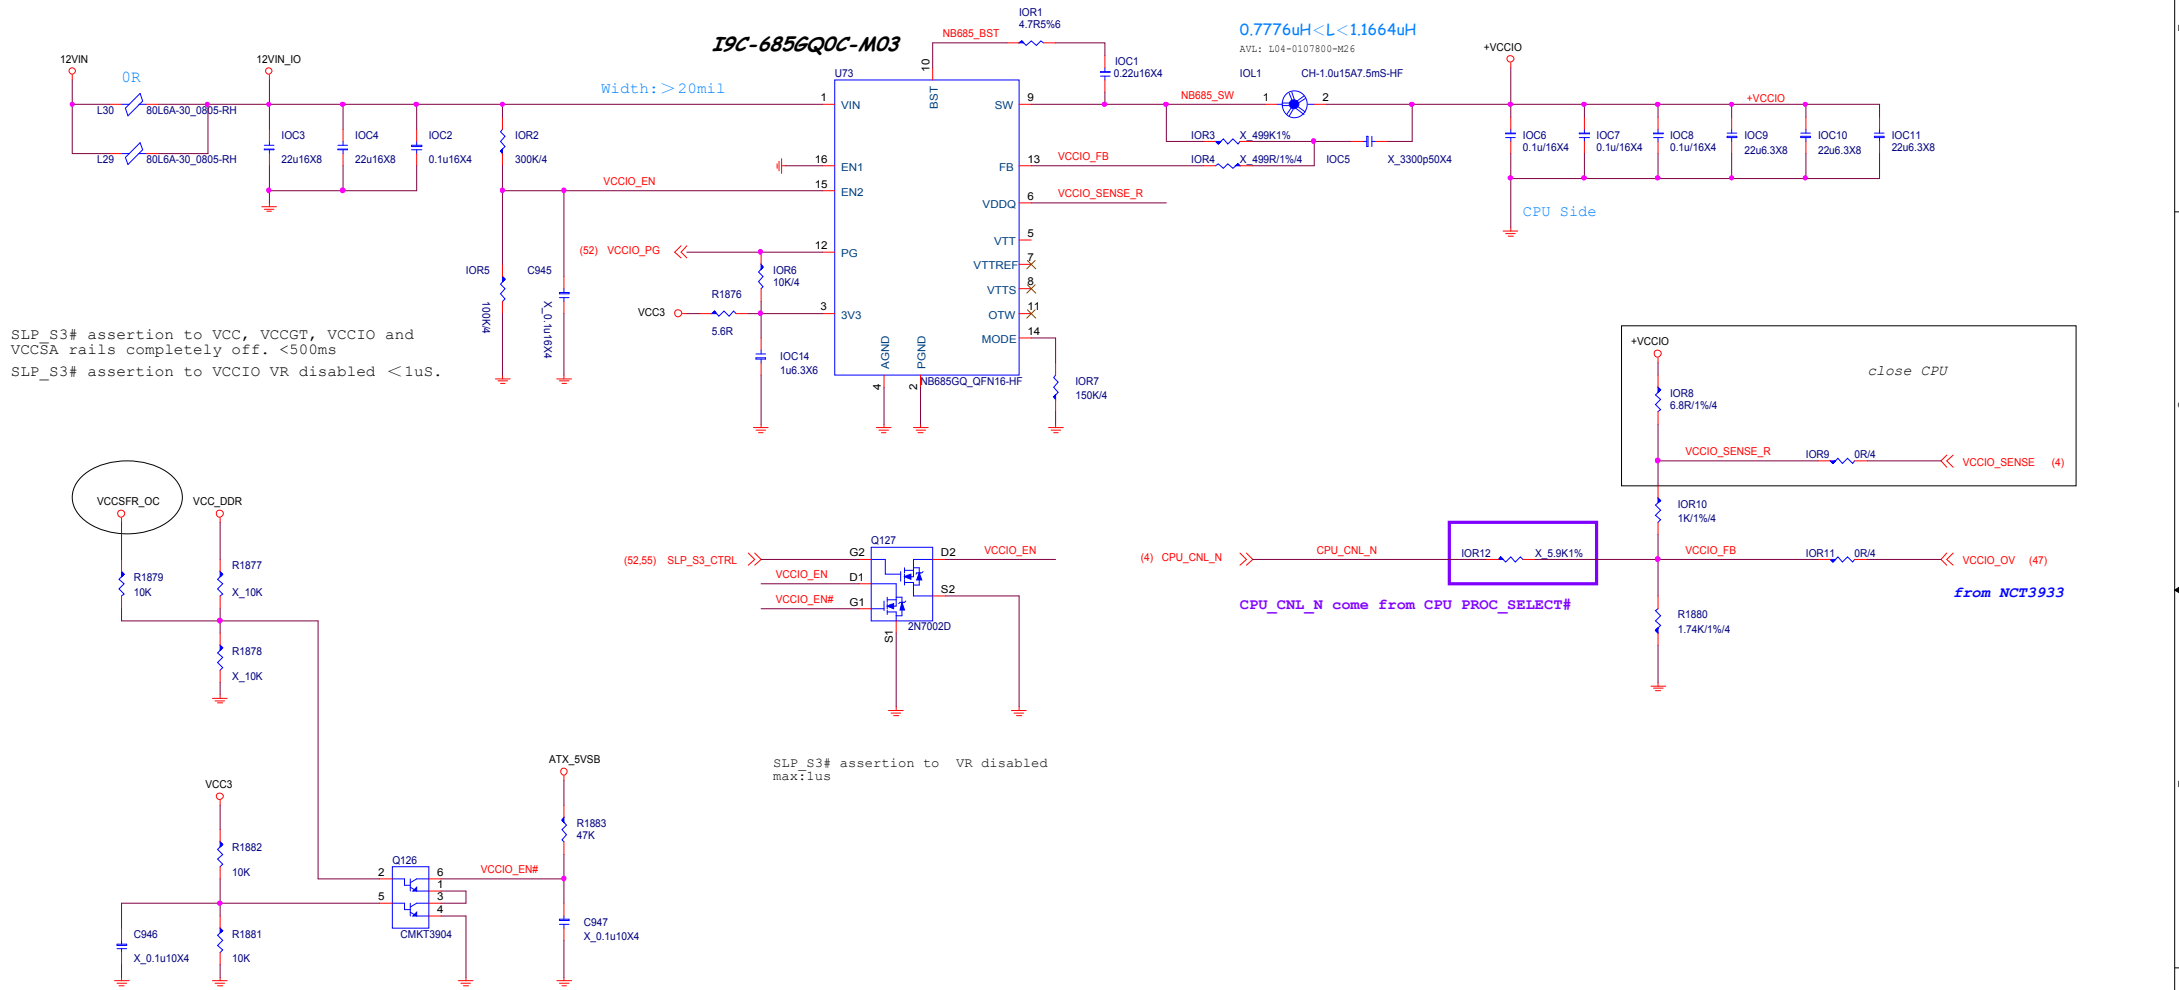 I9C-685GQ0C-M03
IOR1
4.7R5%6
NB685_BST
0.7776uH<L<1.1664uH
AVL: L04-0107800-M26
+VCCIO
12VIN
0R
12VIN_IO
U73
10
BST
IOC1
0.22u16X4
IOL1
CH-1.0u15A7.5mS-HF
Width:>20mil
L30
80L6A-30_0805-RH
1
VIN
SW
9
NB685_SW
1
2
+VCCIO
L29
80L6A-30_0805-RH
IOC3
22u16X8
IOC4
22u16X8
IOC2
0.1u16X4
IOR2
300K/4
16
EN1
15
EN2
VCCIO_EN
FB
13
VCCIO_FB
IOR3
X_499K1%
IOR4
X_499R/1%/4
IOC5
X_3300p50X4
IOC6
0.1u/16X4
IOC7
0.1u/16X4
IOC8
0.1u/16X4
IOC9
22u6.3X8
IOC10
22u6.3X8
IOC11
22u6.3X8
VDDQ
6
VCCIO_SENSE_R
CPU Side
(52)
VCCIO_PG
12
PG
VTT
5
VTTREF
7
VTTS
8
OTW
11
MODE
14
IOR5
100K/4
C945
X_0.1u16X4
IOR6
10K/4
R1876
5.6R
VCC3
3
3V3
IOC14
1u6.3X6
AGND
PGND
4
2
NB685GQ_QFN16-HF
IOR7
150K/4
SLP_S3# assertion to VCC, VCCGT, VCCIO and
VCCSA rails completely off. <500ms
SLP_S3# assertion to VCCIO VR disabled <1uS.
+VCCIO
close CPU
IOR8
6.8R/1%/4
VCCIO_SENSE_R
IOR9
0R/4
VCCIO_SENSE
(4)
IOR10
1K/1%/4
VCCSFR_OC
VCC_DDR
R1879
10K
R1877
X_10K
R1878
X_10K
(52,55)
SLP_S3_CTRL
VCCIO_EN
VCCIO_EN#
Q127
G2
D1
G1
S1
D2
S2
2N7002D
VCCIO_EN
(4)
CPU_CNL_N
CPU_CNL_N
IOR12
X_5.9K1%
VCCIO_FB
IOR11
0R/4
VCCIO_OV
(47)
from NCT3933
CPU_CNL_N come from CPU PROC_SELECT#
R1880
1.74K/1%/4
SLP_S3# assertion to  VR disabled
max:1us
VCC3
ATX_5VSB
R1883
47K
R1882
10K
Q126
2
5
6
1
3
4
CMKT3904
VCCIO_EN#
C946
X_0.1u10X4
R1881
10K
C947
X_0.1u10X4